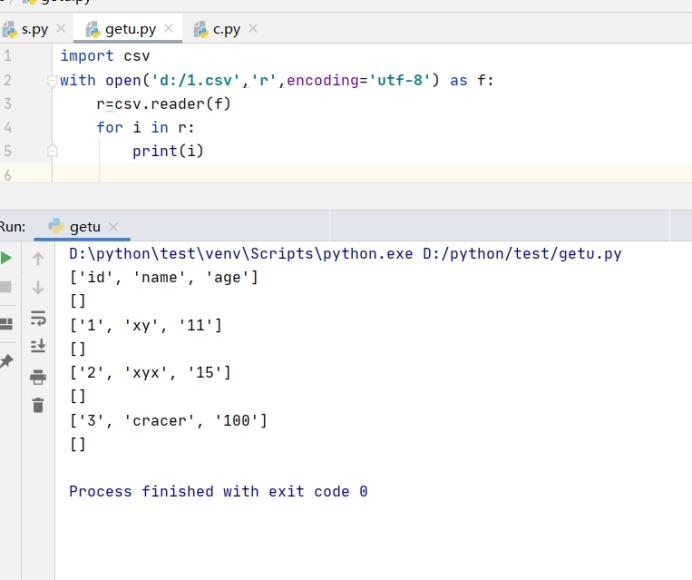 s.py getu.py c.py
1 import csv
2 with open('d:/1.csv','r',encoding='utf-8') as f:
3 r=csv.reader(f)
4 for i in r:
5 print(i)
6
Run: getu
D:\python\test\venv\Scripts\python.exe D:/python/test/getu.py
['id', 'name', 'age']
[]
['1', 'xy', '11']
[]
['2', 'xyx', '15']
[]
['3', 'cracer', '100']
[]
Process finished with exit code 0